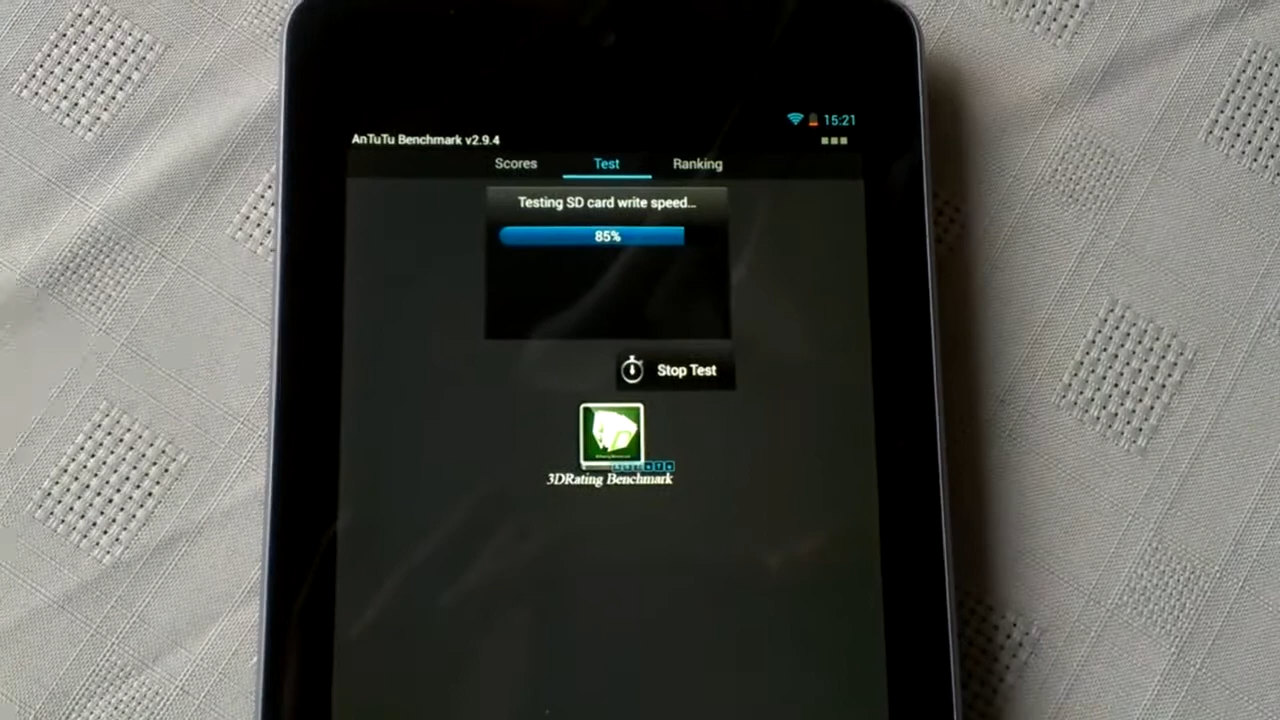 15:21
AnTuTu Benchmark v2.9.4
Scores Test Ranking
Testing SD card write speed...
85%
Stop Test
3DRating Benchmark